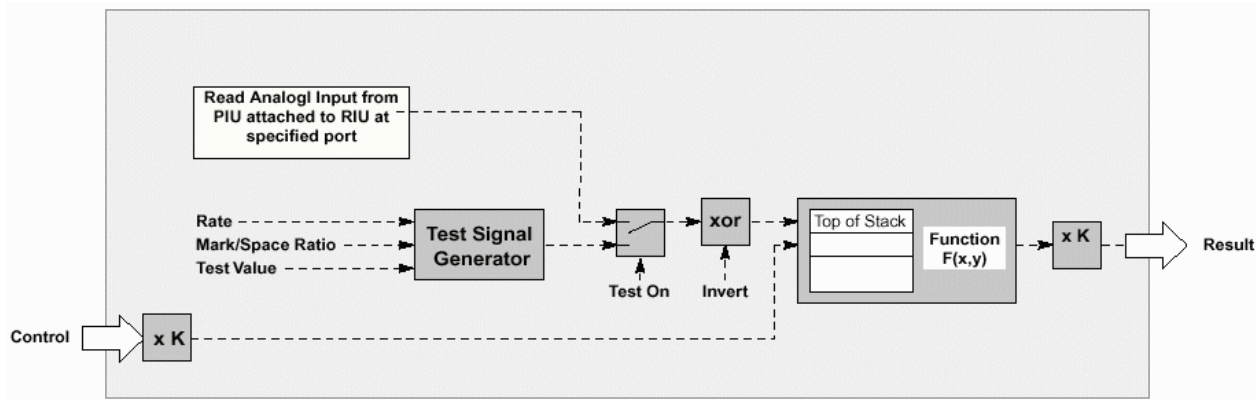 Read Analogl Input from
PIU attached to RIU at
specified port
Rate
Mark/Space Ratio
Test Value
Test Signal
Generator
Test On
xor
Invert
Top of Stack
Function
F(x,y)
x K
Result
Control
x K